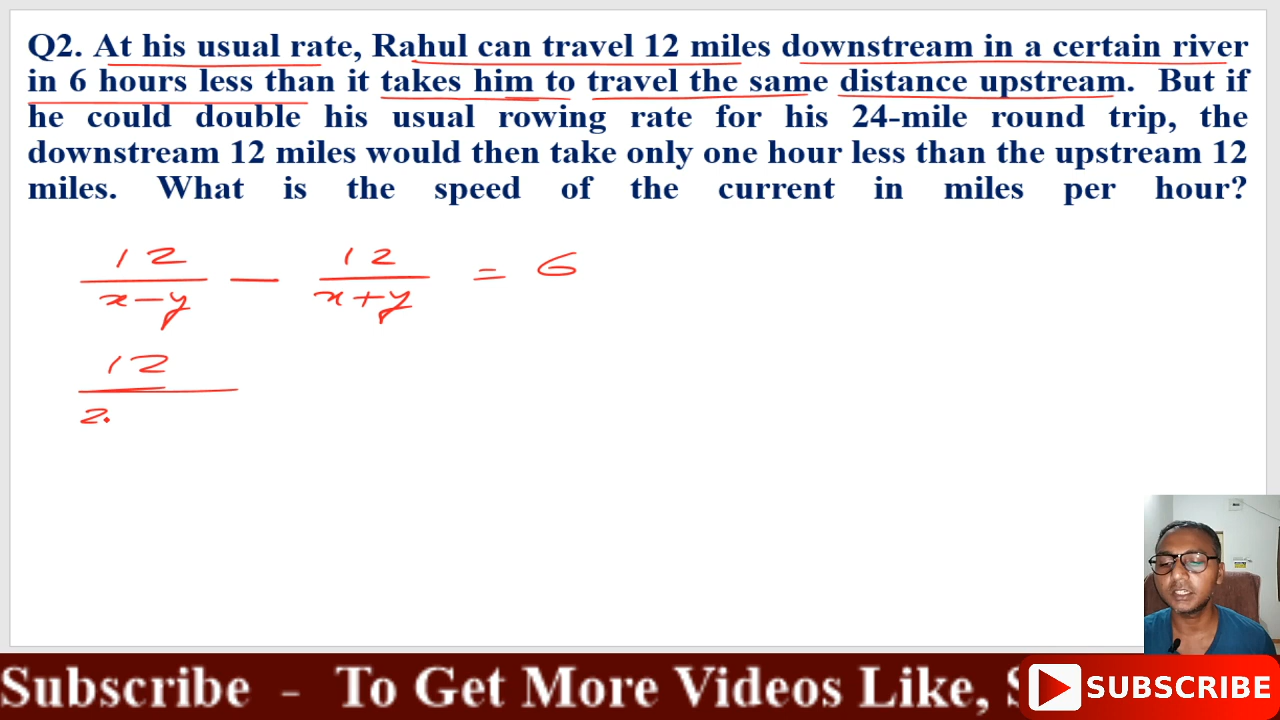 Q2. At his usual rate, Rahul can travel 12 miles downstream in a certain river
in 6 hours less than it takes him to travel the same distance upstream. But if
he could double his usual rowing rate for his 24-mile round trip, the
downstream 12 miles would then take only one hour less than the upstream 12
miles. What is the speed of the current in miles per hour?
12/(x-y) - 12/(x+y) = 6
12/2
Subscribe - To Get More Videos Like, S
SUBSCRIBE